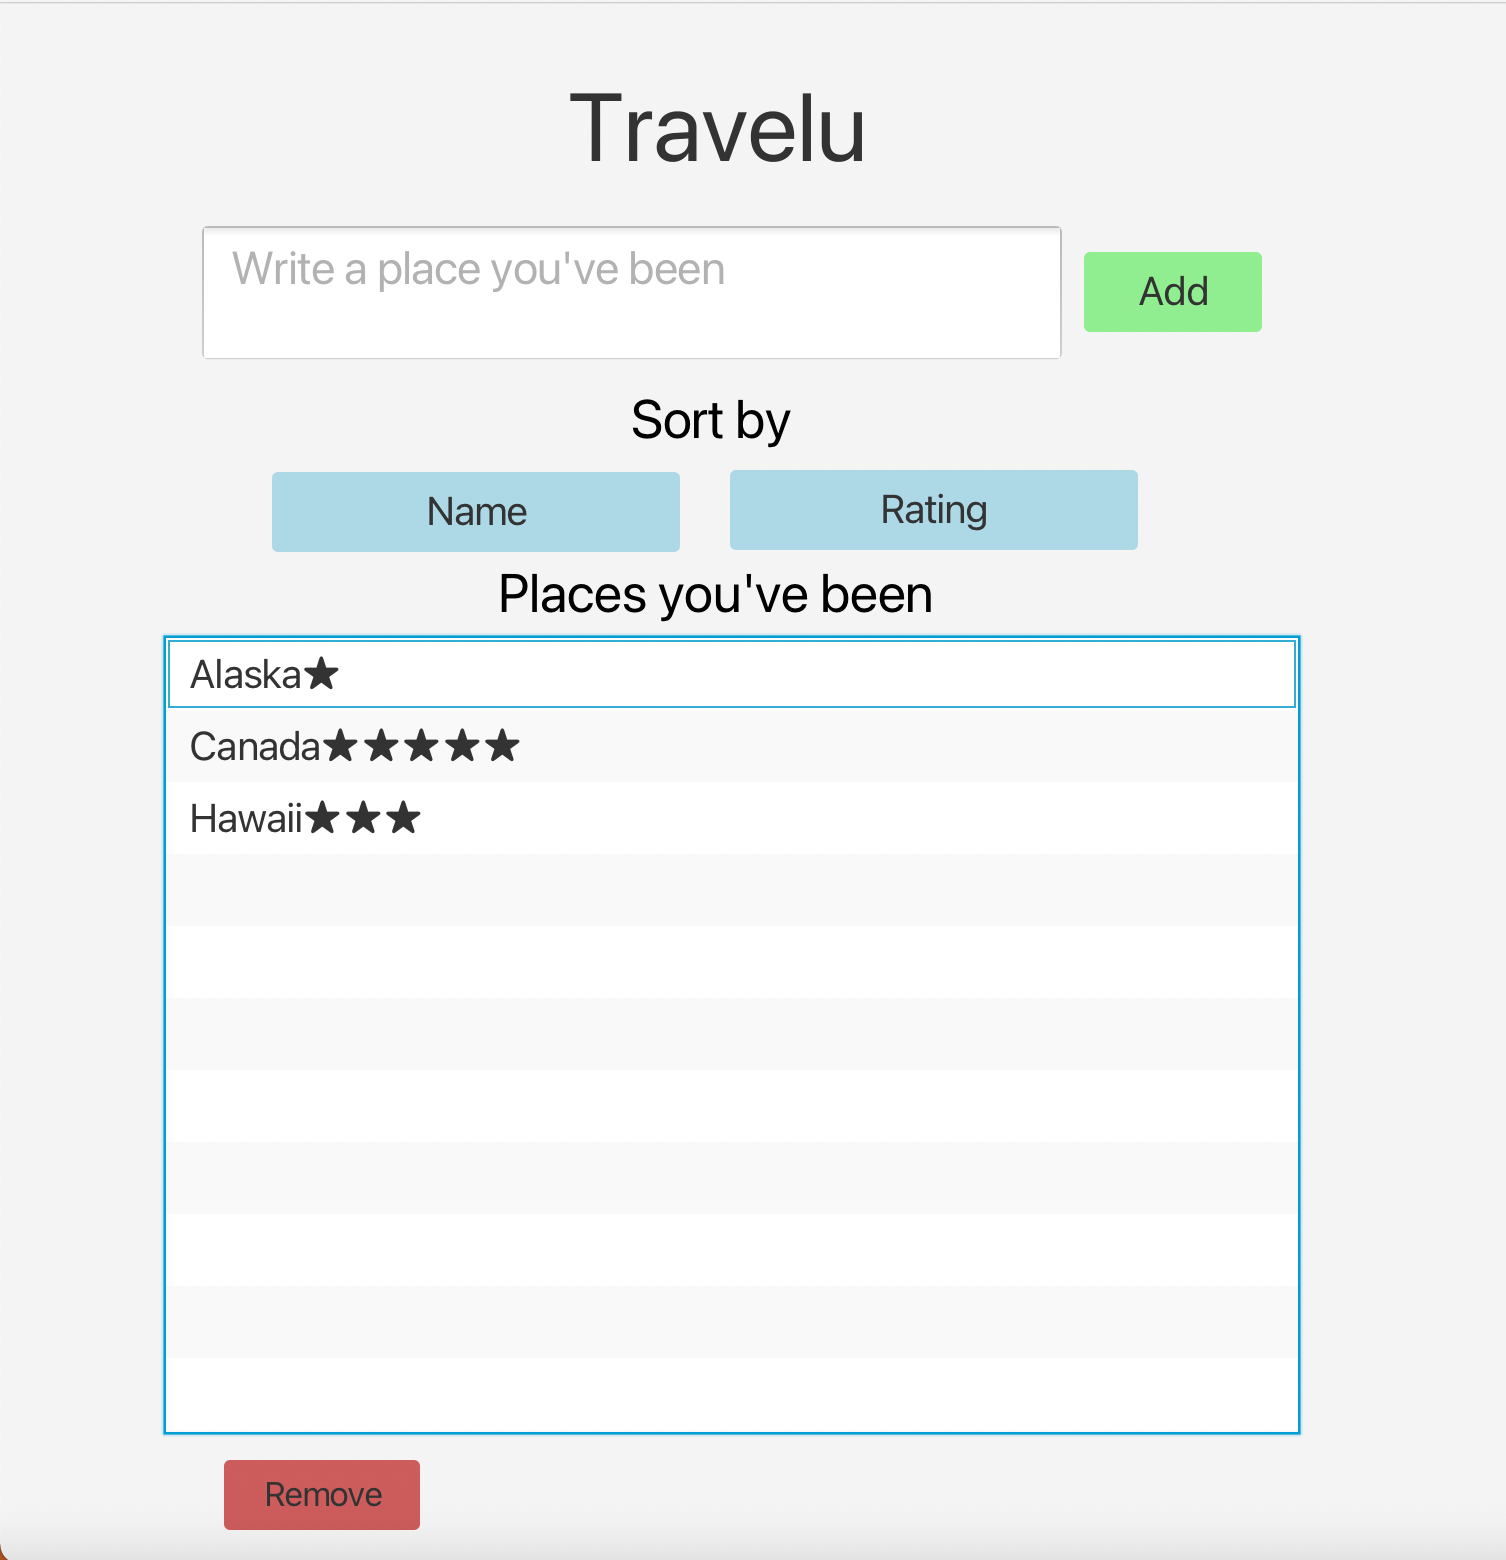 Travelu
Write a place you've been
Add
Sort by
Name
Rating
Places you've been
Alaska★
Canada★★★★★
Hawaii★★★
Remove